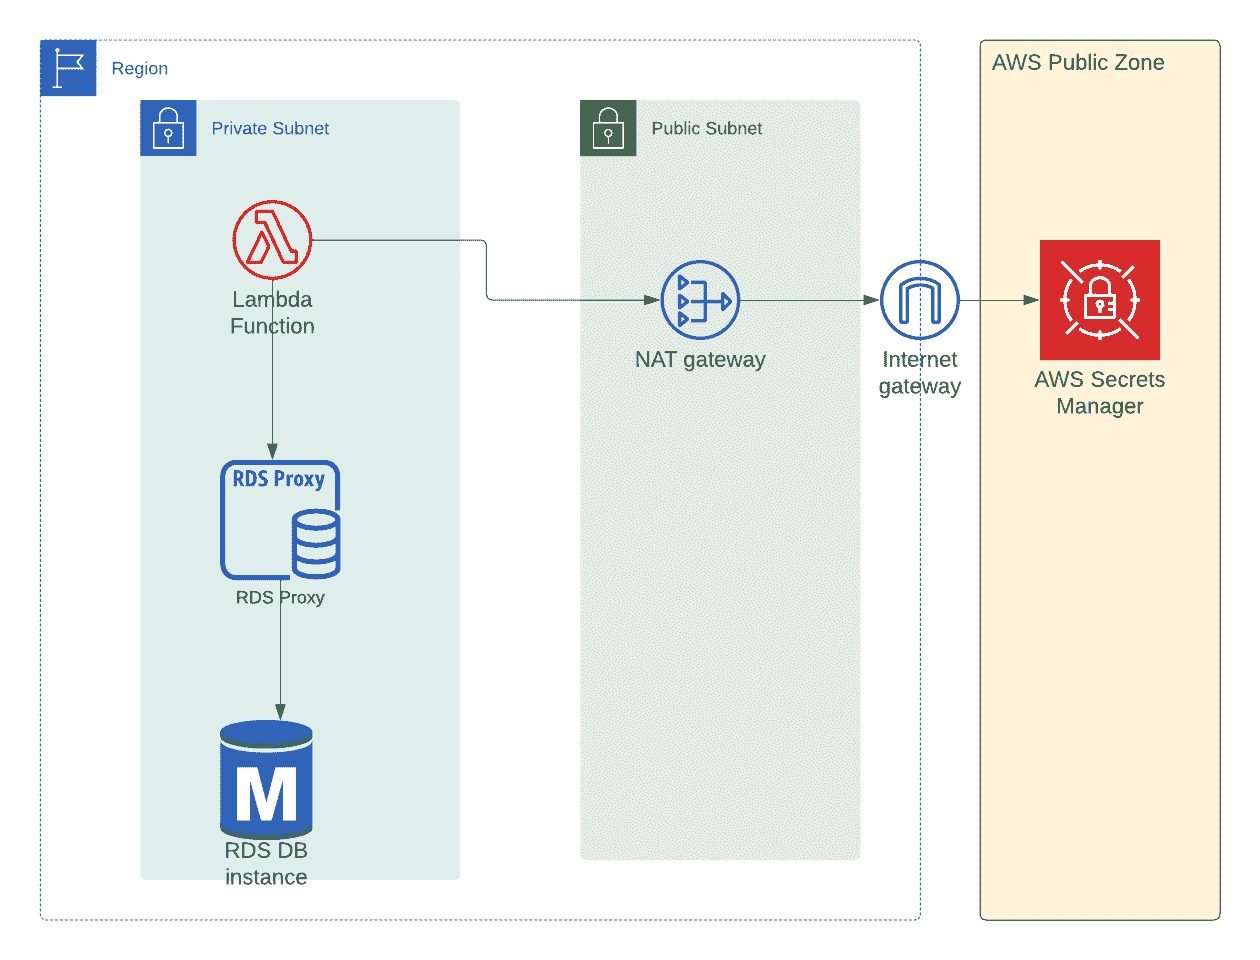 Region
AWS Public Zone
Private Subnet
Public Subnet
Lambda
Function
NAT gateway
Internet
gateway
AWS Secrets
Manager
RDS Proxy
RDS Proxy
M
RDS DB
instance